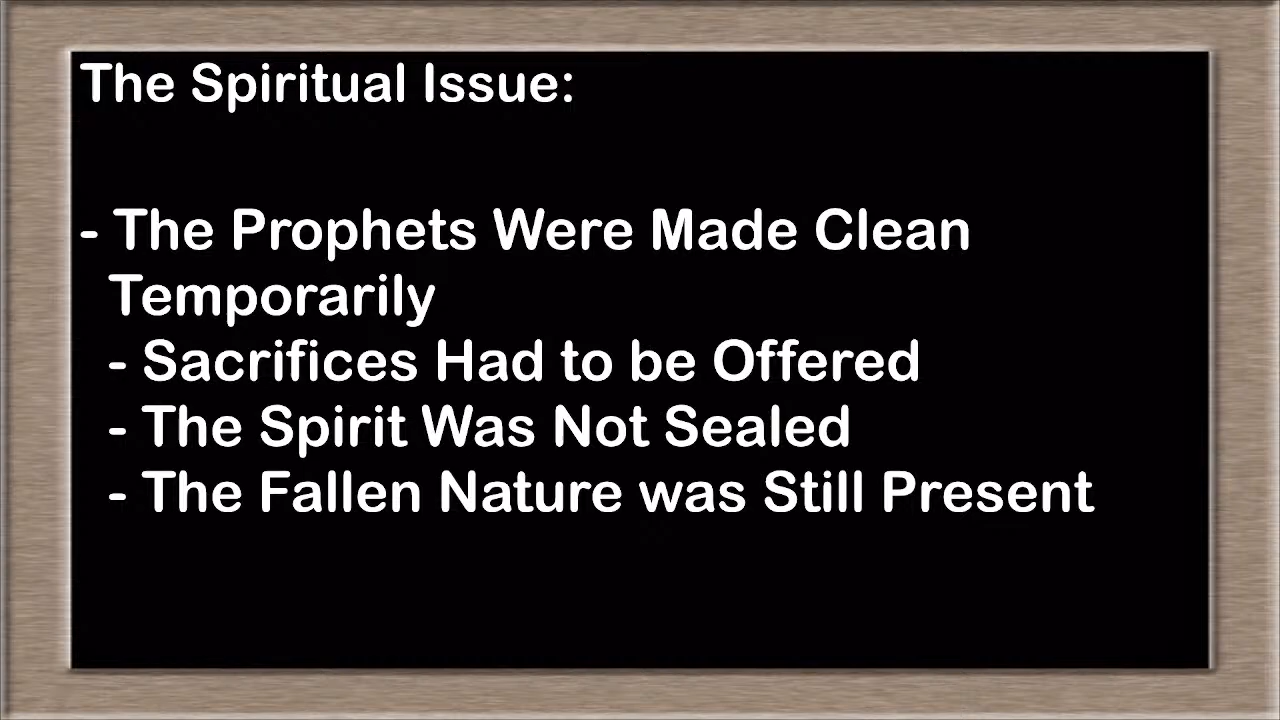 The Spiritual Issue:
- The Prophets Were Made Clean
Temporarily
- Sacrifices Had to be Offered
- The Spirit Was Not Sealed
- The Fallen Nature was Still Present